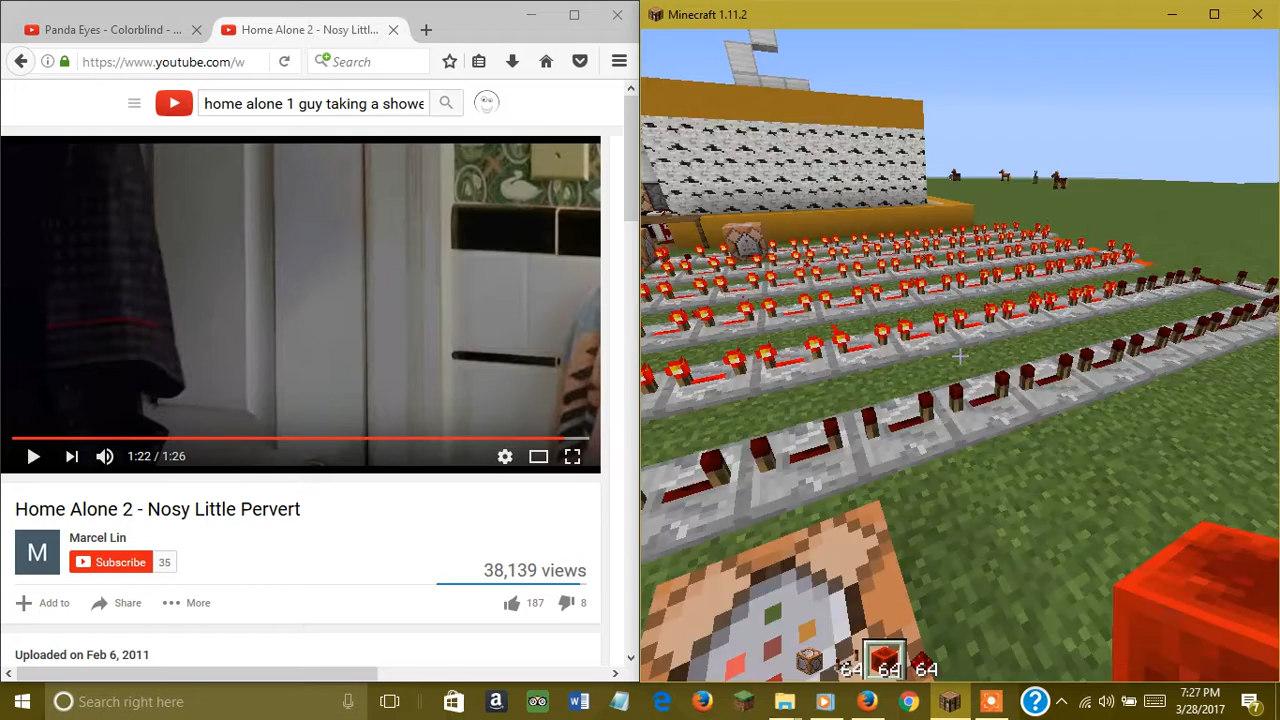 Panda Eyes - Colorblind - ...
Home Alone 2 - Nosy Littl...
Minecraft 1.11.2
https://www.youtube.com/w
Search
home alone 1 guy taking a showe
1:22 / 1:26
Home Alone 2 - Nosy Little Pervert
M
Marcel Lin
Subscribe 35
38,139 views
Add to
Share
More
187
8
Uploaded on Feb 6, 2011
64
64
64
Search right here
7:27 PM
3/28/2017
7